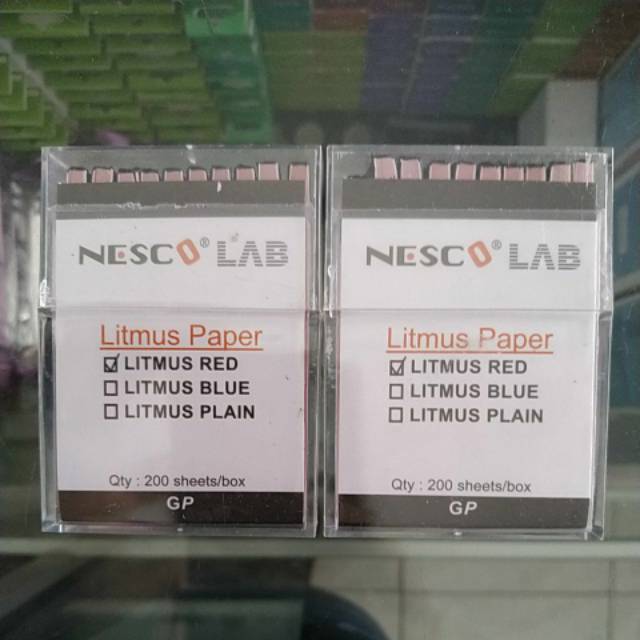 NESCO® LAB
Litmus Paper
☑ LITMUS RED
☐ LITMUS BLUE
☐ LITMUS PLAIN
Qty : 200 sheets/box
GP
NESCO® LAB
Litmus Paper
☑ LITMUS RED
☐ LITMUS BLUE
☐ LITMUS PLAIN
Qty : 200 sheets/box
GP